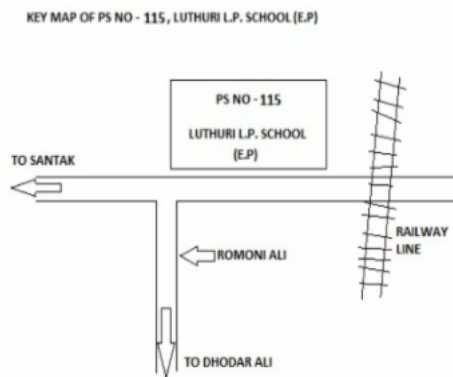 KEY MAP OF PS NO - 115, LUTHURI L.P. SCHOOL (E.P)
PS NO - 115
LUTHURI L.P. SCHOOL
(E.P)
TO SANTAK
RAILWAY
LINE
ROMONI ALI
TO DHODAR ALI